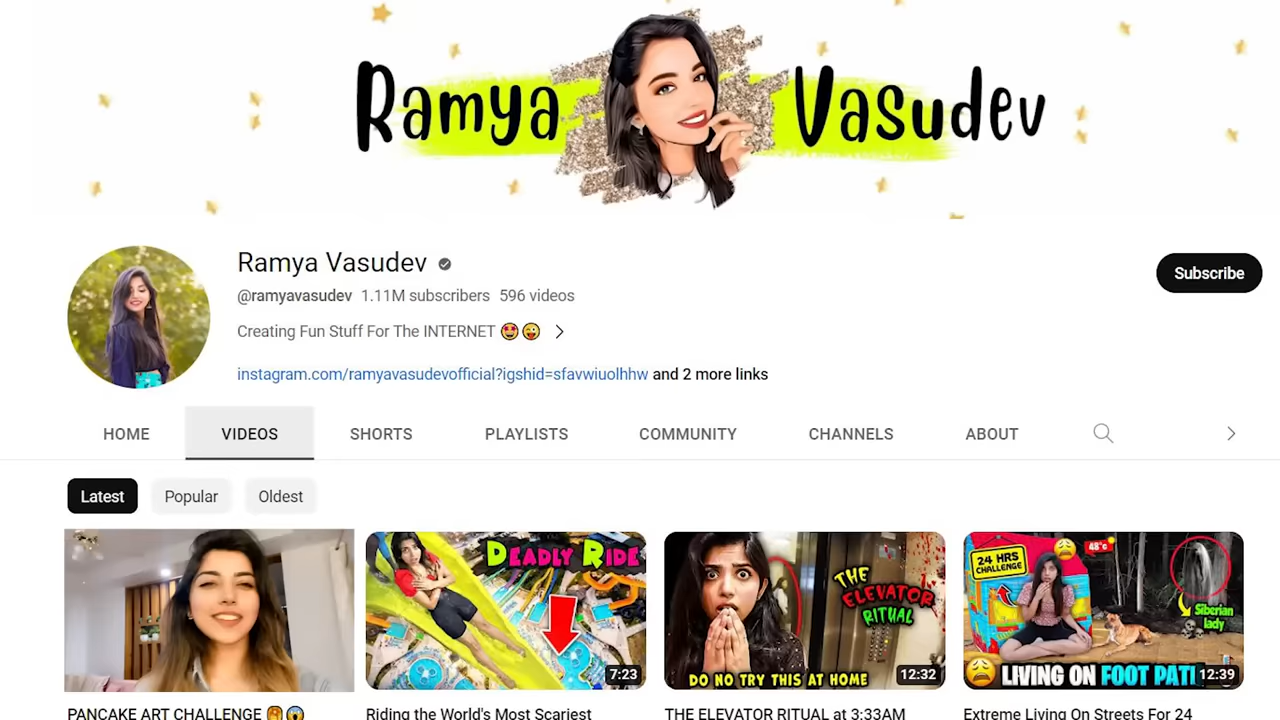 Ramya Vasudev
Ramya Vasudev
@ramyavasudev 1.11M subscribers 596 videos
Creating Fun Stuff For The INTERNET 🤩😜
instagram.com/ramyavasudevofficial?igshid=sfavwiuolhhw and 2 more links
Subscribe
HOME VIDEOS SHORTS PLAYLISTS COMMUNITY CHANNELS ABOUT
Latest Popular Oldest
DEADLY RIDE
7:23
THE
ELEVATOR
RITUAL
DO NO TRY THIS AT HOME
12:32
24 HRS
CHALLENGE
48°c
Siberian
lady
LIVING ON FOOT PAT
12:39
PANCAKE ART CHALLENGE 🥞😱
Riding the World's Most Scariest
THE ELEVATOR RITUAL at 3:33AM
Extreme Living On Streets For 24